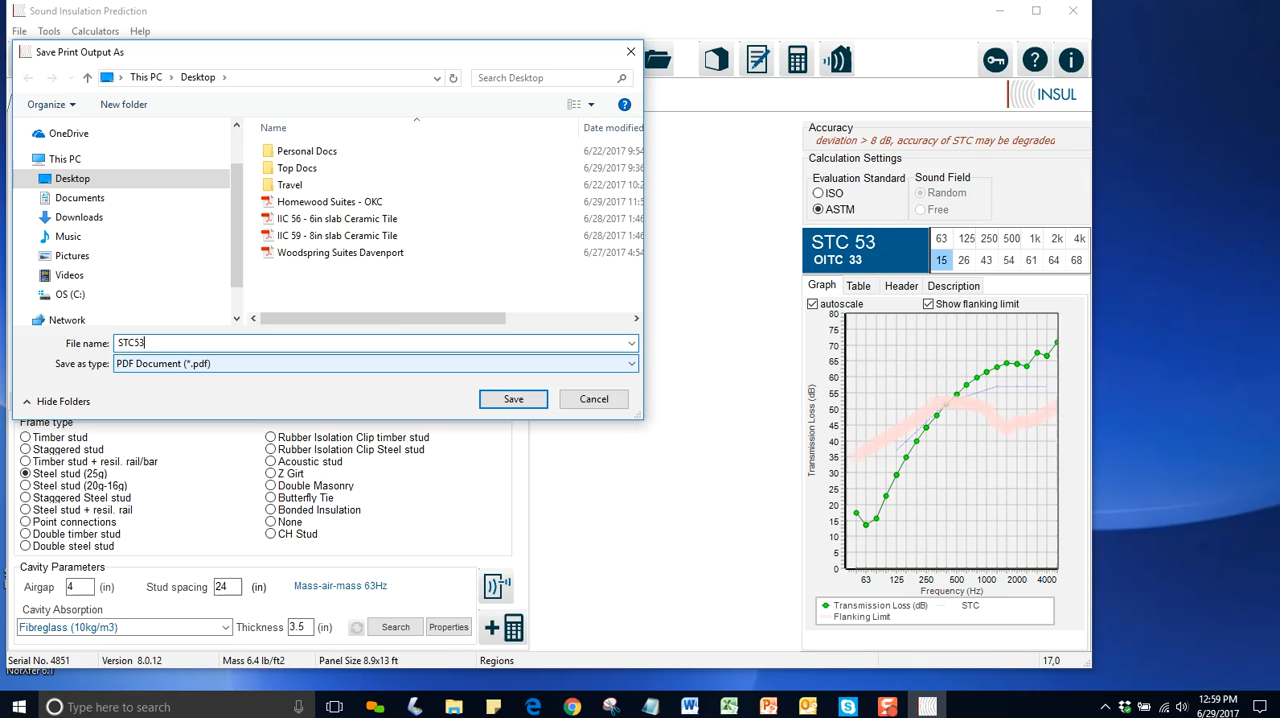 Sound Insulation Prediction
File Tools Calculators Help
Save Print Output As
This PC Desktop
Search Desktop
Organize New folder
Name Date modified
OneDrive
This PC
Desktop
Documents
Downloads
Music
Pictures
Videos
OS (C:)
Network
Personal Docs 6/22/2017 9:54
Top Docs 6/29/2017 9:36
Travel 6/22/2017 10:2
Homewood Suites - OKC 6/29/2017 11:5
IIC 56 - 6in slab Ceramic Tile 6/28/2017 1:46
IIC 59 - 8in slab Ceramic Tile 6/28/2017 1:46
Woodspring Suites Davenport 6/27/2017 4:54
File name: STC53
Save as type: PDF Document (*.pdf)
Hide Folders
Save Cancel
INSUL
Accuracy
deviation > 8 dB, accuracy of STC may be degraded
Calculation Settings
Evaluation Standard Sound Field
ISO Random
ASTM Free
STC 53
OITC 33
63 125 250 500 1k 2k 4k
15 26 43 54 61 64 68
Graph Table Header Description
autoscale Show flanking limit
Transmission Loss (dB)
80
75
70
65
60
55
50
45
40
35
30
25
20
15
10
5
0
63 125 250 500 1000 2000 4000
Frequency (Hz)
Transmission Loss (dB) STC
Flanking Limit
Frame type
Timber stud
Staggered stud
Timber stud + resil. rail/bar
Steel stud (25g)
Steel stud (20g-16g)
Staggered Steel stud
Steel stud + resil. rail
Point connections
Double timber stud
Double steel stud
Rubber Isolation Clip timber stud
Rubber Isolation Clip Steel stud
Acoustic stud
Z Girt
Double Masonry
Butterfly Tie
Bonded Insulation
None
CH Stud
Cavity Parameters
Airgap 4 (in) Stud spacing 24 (in) Mass-air-mass 63Hz
Cavity Absorption
Fibreglass (10kg/m3) Thickness 3.5 (in) Search Properties
Serial No. 4851 Version 8.0.12 Mass 6.4 lb/ft2 Panel Size 8.9x13 ft Regions 17,0
NorXfer 6.1
Type here to search
12:59 PM
6/29/2017